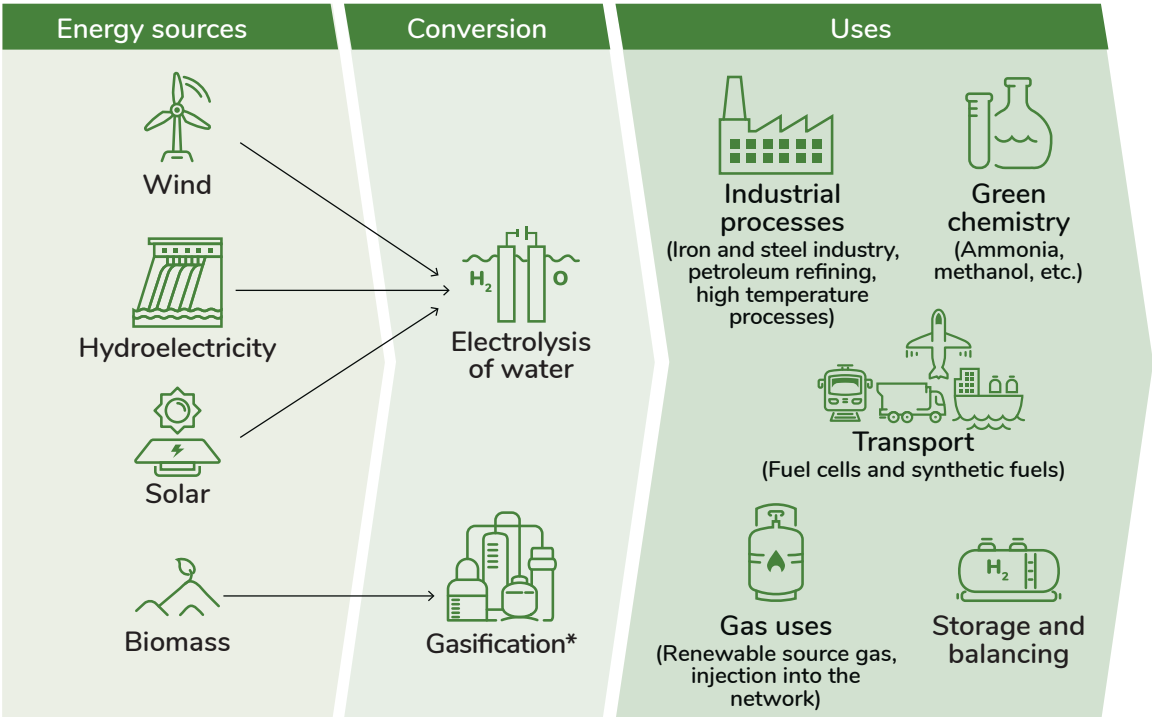 Energy sources
Conversion
Uses
Wind
Hydroelectricity
Solar
Biomass
H2
O
Electrolysis
of water
Gasification*
Industrial
processes
(Iron and steel industry,
petroleum refining,
high temperature
processes)
Green
chemistry
(Ammonia,
methanol, etc.)
Transport
(Fuel cells and synthetic fuels)
Gas uses
(Renewable source gas,
injection into the
network)
H2
Storage and
balancing